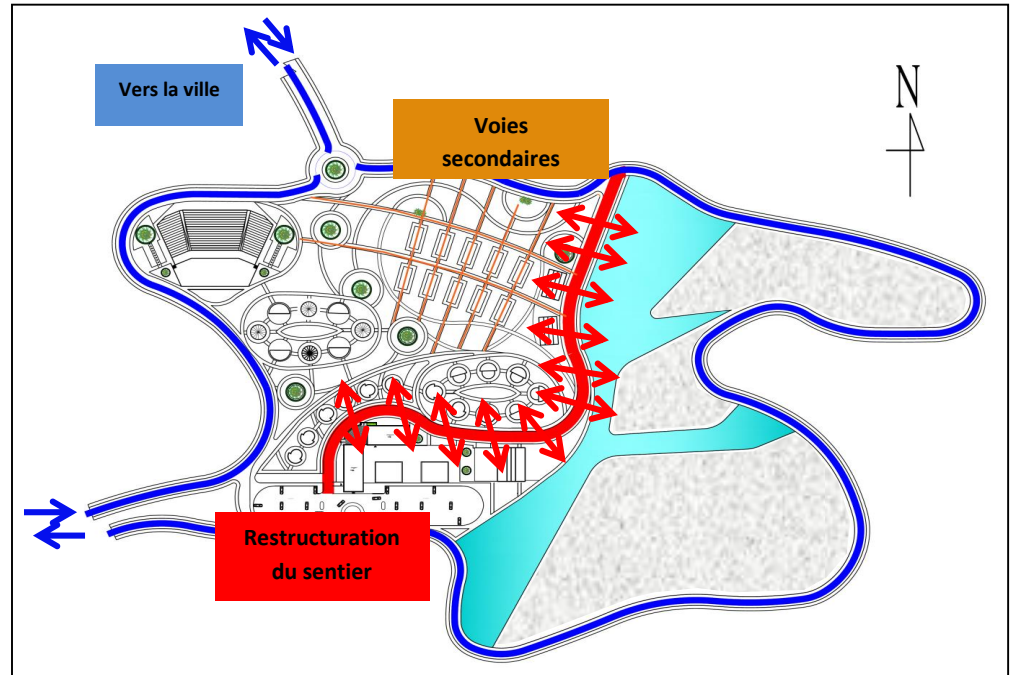 Vers la ville
N
Voies
secondaires
Restructuration
du sentier